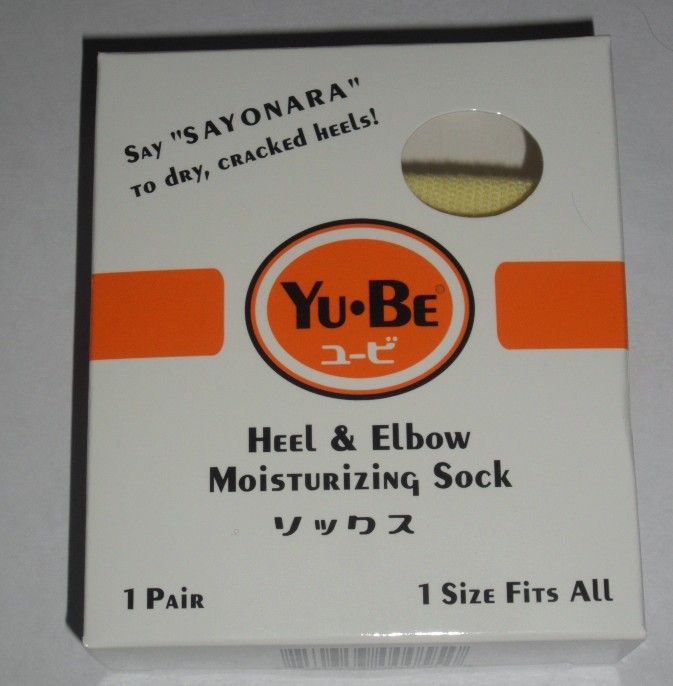 Say "SAYONARA"
to dry, cracked heels!
Yu•Be®
ユービ
Heel & Elbow
Moisturizing Sock
ソックス
1 Pair
1 Size Fits All